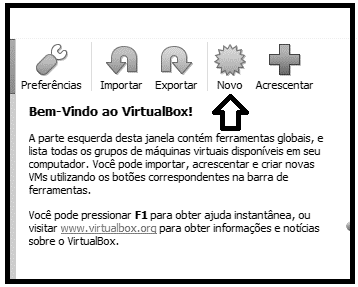 Preferências Importar Exportar Novo Acrescentar
Bem-Vindo ao VirtualBox!
A parte esquerda desta janela contém ferramentas globais, e
lista todas os grupos de máquinas virtuais disponíveis em seu
computador. Você pode importar, acrescentar e criar novas
VMs utilizando os botões correspondentes na barra de
ferramentas.
Você pode pressionar F1 para obter ajuda instantânea, ou
visitar www.virtualbox.org para obter informações e notícias
sobre o VirtualBox.